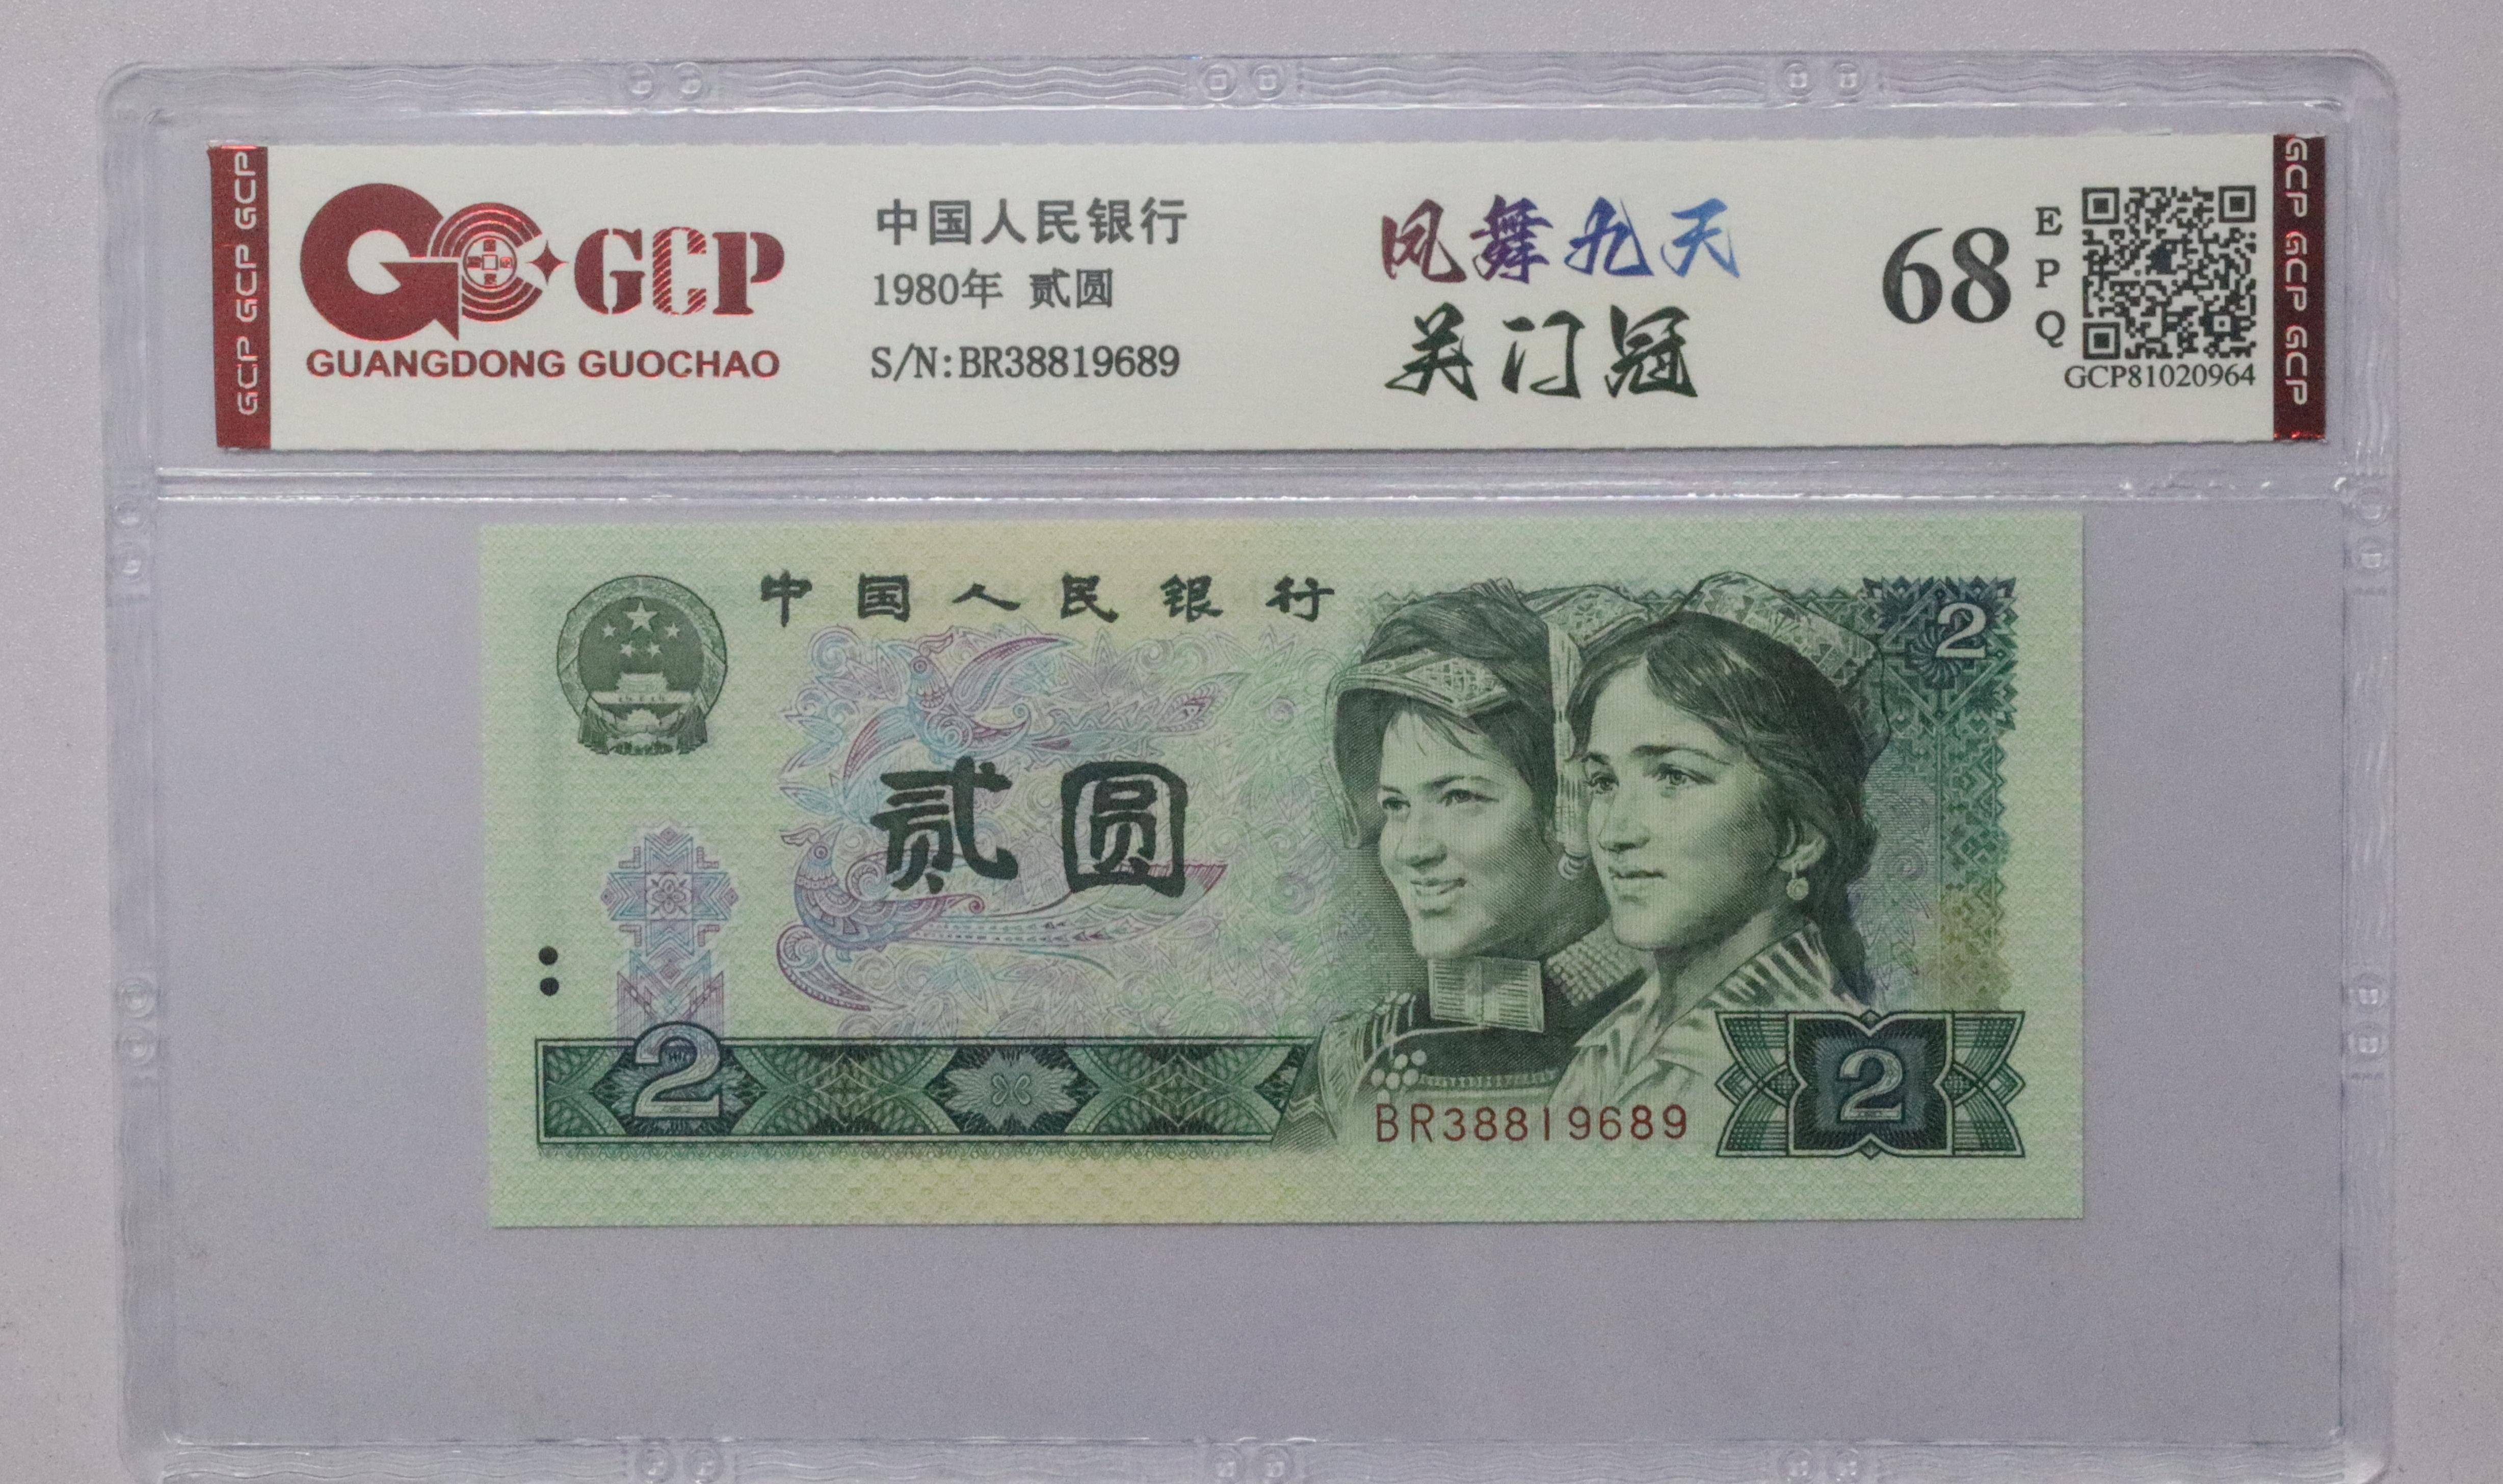 GCP GCP GCP
GCP
GUANGDONG GUOCHAO
中国人民银行
1980年 贰圆
S/N:BR38819689
凤舞九天
关门冠
68
EPQ
GCP81020964
GCP GCP GCP
中国人民银行
2
贰圆
2
BR38819689
2